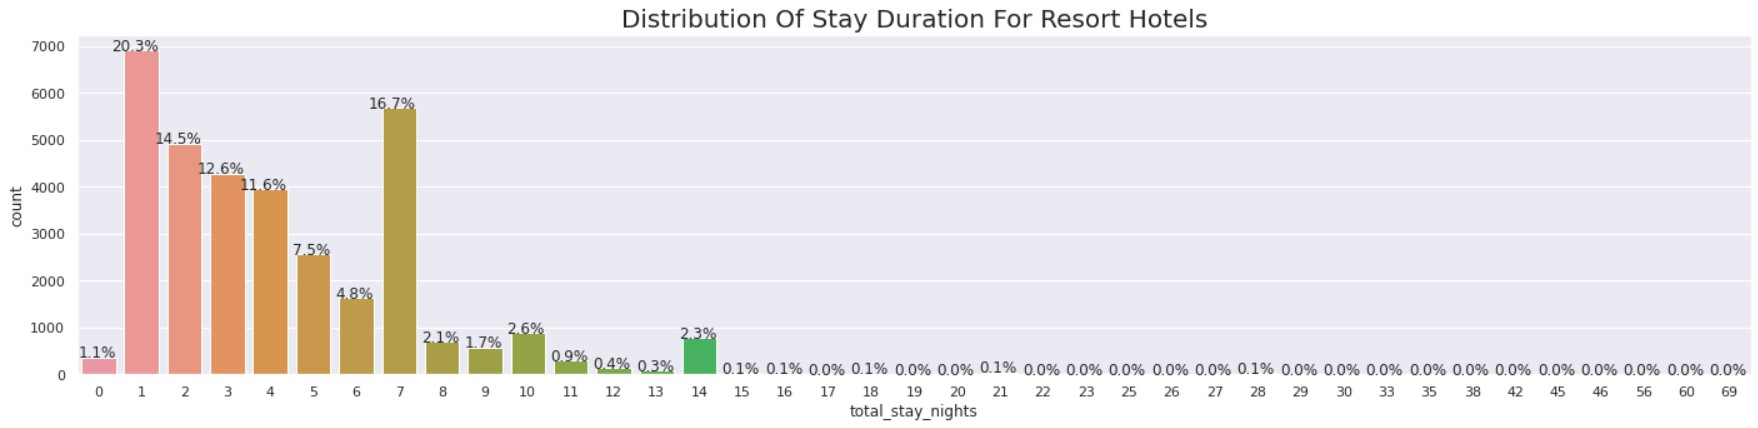 Distribution Of Stay Duration For Resort Hotels
7000
6000
5000
4000
3000
2000
1000
0
count
1.1% 20.3% 14.5% 12.6% 11.6% 7.5% 4.8% 16.7% 2.1% 1.7% 2.6% 0.9% 0.4% 0.3% 2.3% 0.1% 0.1% 0.0% 0.1% 0.0% 0.0% 0.1% 0.0% 0.0% 0.0% 0.0% 0.0% 0.1% 0.0% 0.0% 0.0% 0.0% 0.0% 0.0% 0.0% 0.0% 0.0% 0.0% 0.0%
0 1 2 3 4 5 6 7 8 9 10 11 12 13 14 15 16 17 18 19 20 21 22 23 25 26 27 28 29 30 33 35 38 42 45 46 56 60 69
total_stay_nights